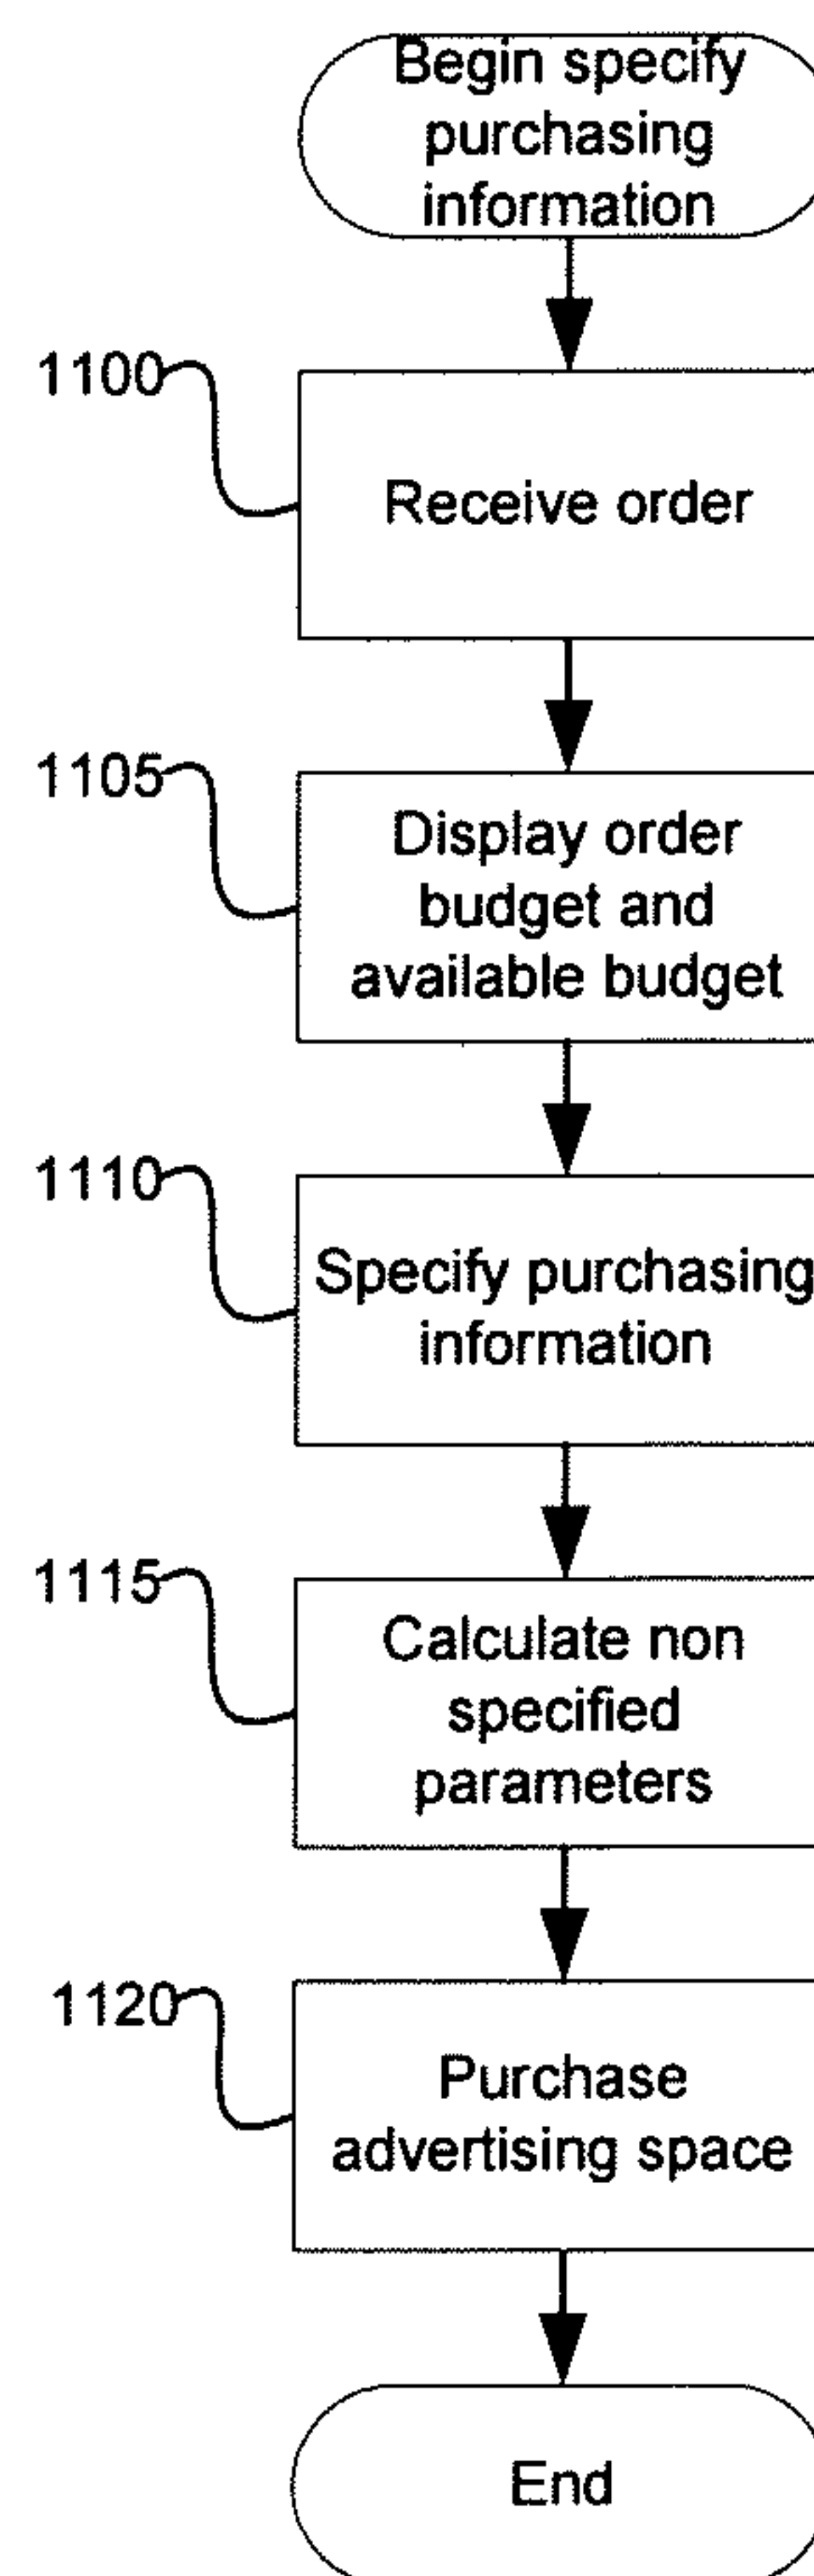 Begin specify
purchasing
information
1100
Receive order
1105
Display order
budget and
available budget
1110
Specify purchasing
information
1115
Calculate non
specified
parameters
1120
Purchase
advertising space
End